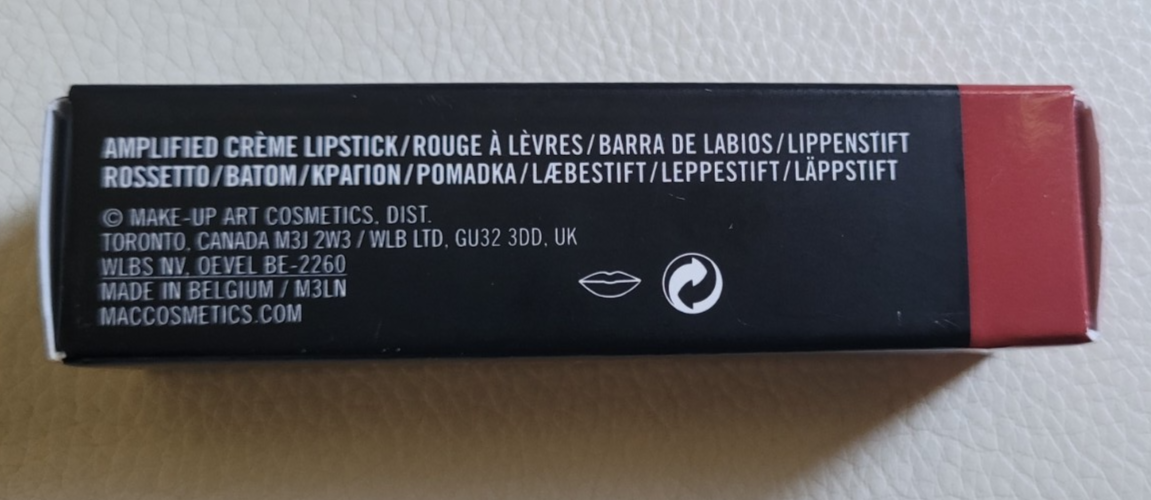 AMPLIFIED CRÈME LIPSTICK/ROUGE À LÈVRES/BARRA DE LABIOS/LIPPENSTIFT
ROSSETTO/BATOM/ΚΡΑΓΙΟΝ/POMADKA/LÆBESTIFT/LEPPESTIFT/LÄPPSTIFT
© MAKE-UP ART COSMETICS, DIST.
TORONTO, CANADA M3J 2W3 / WLB LTD, GU32 3DD, UK
WLBS NV, OEVEL BE-2260
MADE IN BELGIUM / M3LN
MACCOSMETICS.COM